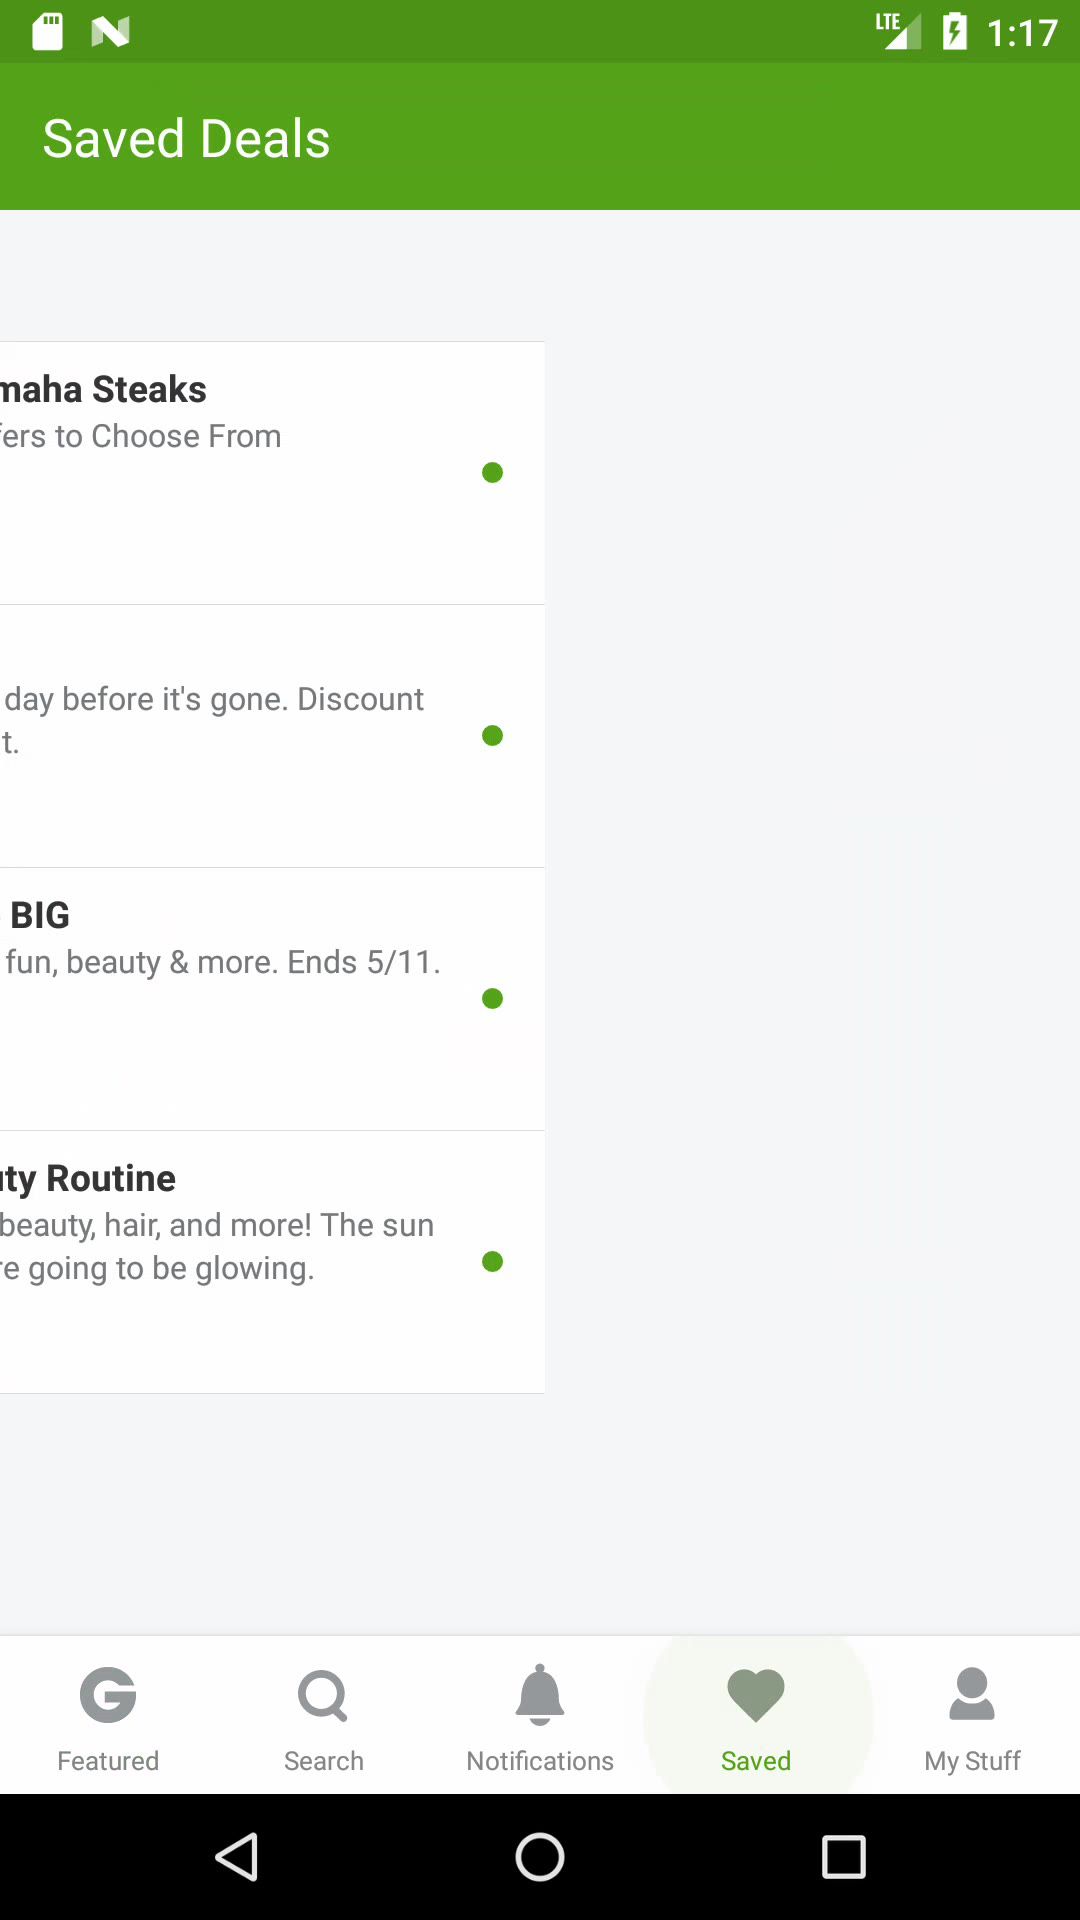 LTE 1:17
Saved Deals
maha Steaks
fers to Choose From
day before it's gone. Discount
t.
BIG
fun, beauty & more. Ends 5/11.
uty Routine
beauty, hair, and more! The sun
re going to be glowing.
Featured Search Notifications Saved My Stuff